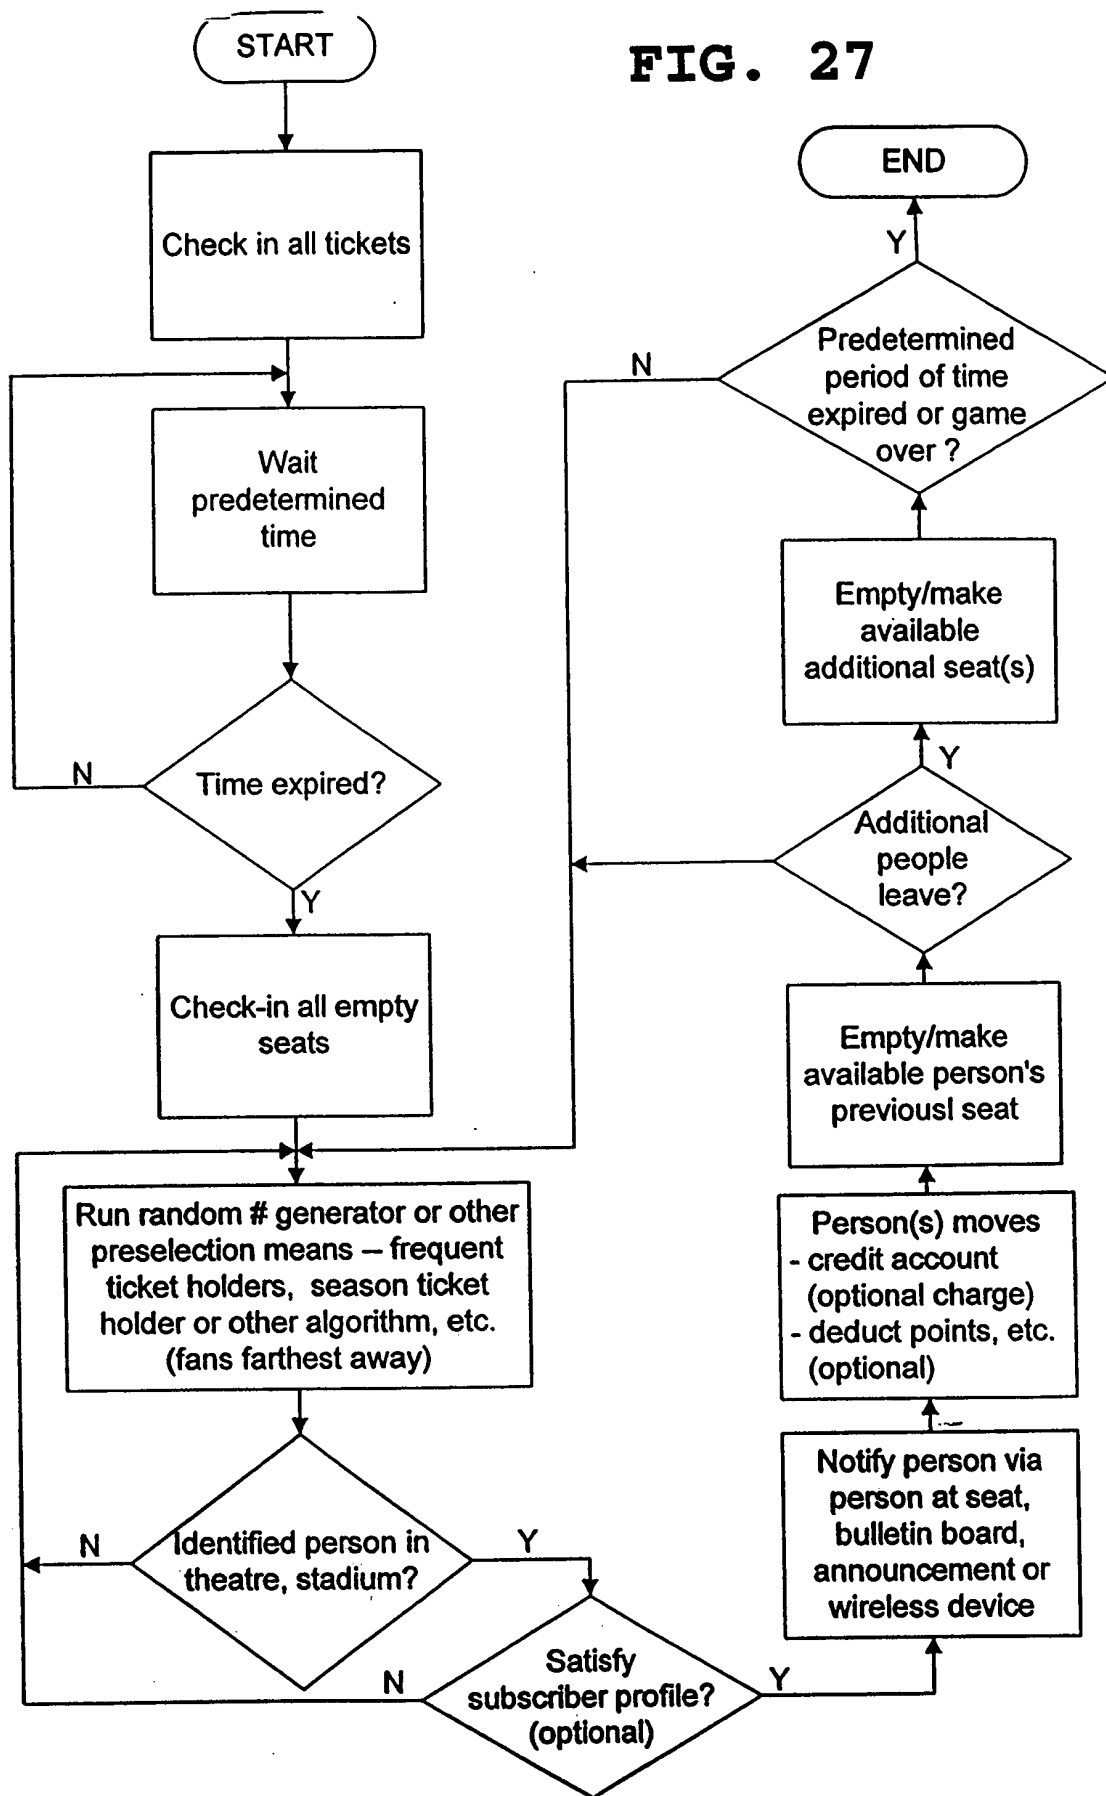 START
FIG. 27
Check in all tickets
Wait
predetermined
time
Time expired?
N
Y
Check-in all empty
seats
Run random # generator or other
preselection means – frequent
ticket holders, season ticket
holder or other algorithm, etc.
(fans farthest away)
Identified person in
theatre, stadium?
N
Y
Satisfy
subscriber profile?
(optional)
N
Y
Notify person via
person at seat,
bulletin board,
announcement or
wireless device
Person(s) moves
- credit account
(optional charge)
- deduct points, etc.
(optional)
Empty/make
available person's
previousl seat
Additional
people
leave?
Y
Empty/make
available
additional seat(s)
Predetermined
period of time
expired or game
over ?
N
Y
END